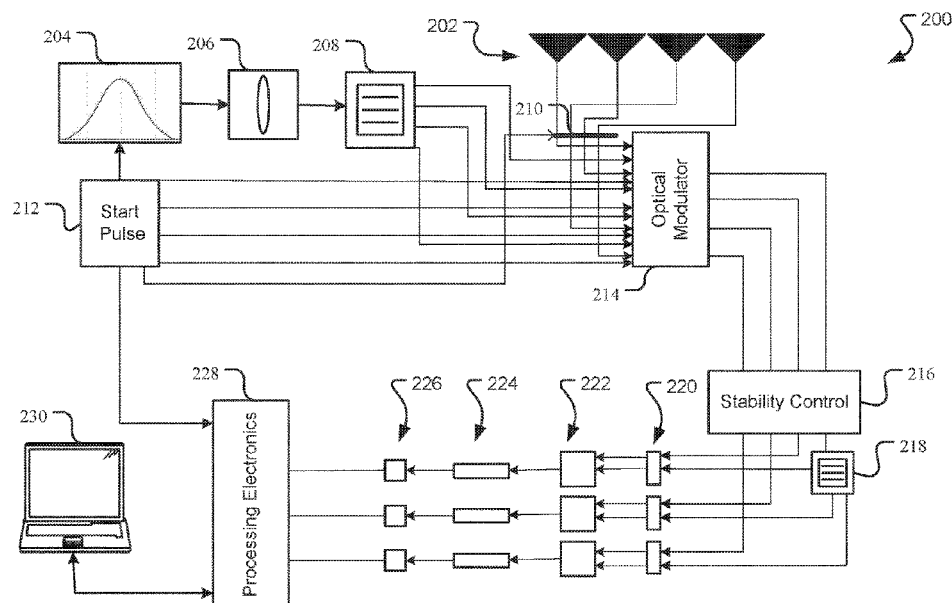 204
206
208
202
200
210
212
Start
Pulse
Optical
Modulator
214
216
Stability Control
218
220
222
224
226
228
Processing Electronics
230